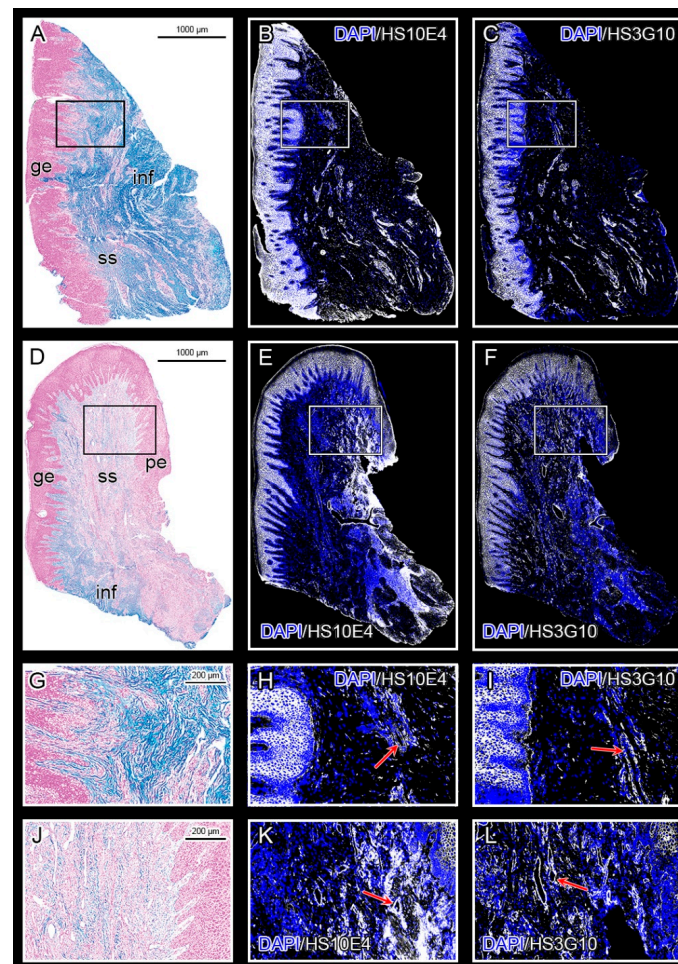 A
1000 µm
ge
inf
ss
B
DAPI/HS10E4
C
DAPI/HS3G10
D
1000 µm
ge
ss
pe
inf
E
DAPI/HS10E4
F
DAPI/HS3G10
G
200 µm
H
DAPI/HS10E4
I
DAPI/HS3G10
J
200 µm
K
DAPI/HS10E4
L
DAPI/HS3G10